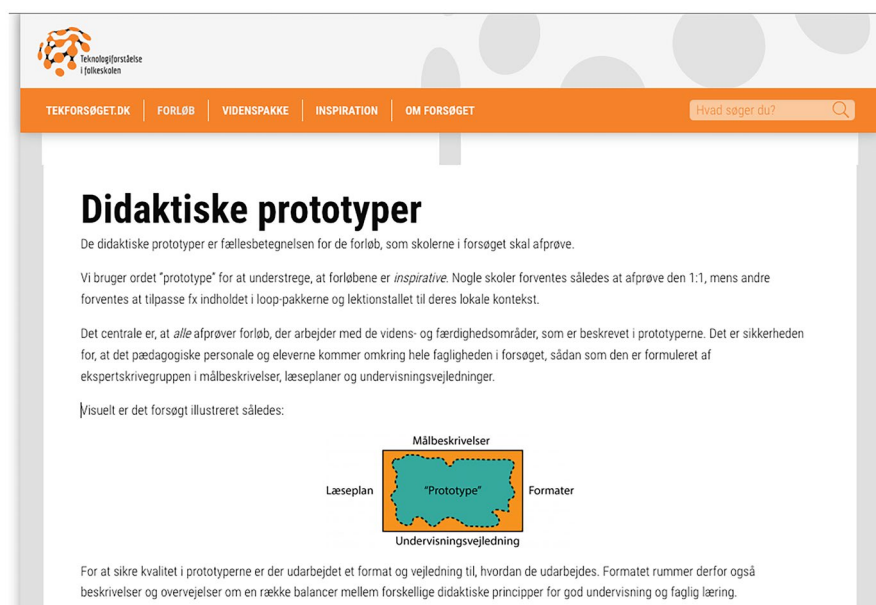 Teknologiforståelse
i folkeskolen
TEKFORSØGET.DK
FORLØB
VIDENSPAKKE
INSPIRATION
OM FORSØGET
Hvad søger du?
Didaktiske prototyper
De didaktiske prototyper er fællesbetegnelsen for de forløb, som skolerne i forsøget skal afprøve.
Vi bruger ordet "prototype" for at understrege, at forløbene er inspirative. Nogle skoler forventes således at afprøve den 1:1, mens andre
forventes at tilpasse fx indholdet i loop-pakkerne og lektionstallet til deres lokale kontekst.
Det centrale er, at alle afprøver forløb, der arbejder med de videns- og færdighedsområder, som er beskrevet i prototyperne. Det er sikkerheden
for, at det pædagogiske personale og eleverne kommer omkring hele fagligheden i forsøget, sådan som den er formuleret af
ekspertskrivegruppen i målbeskrivelser, læseplaner og undervisningsvejledninger.
Visuelt er det forsøgt illustreret således:
Målbeskrivelser
Læseplan
"Prototype"
Formater
Undervisningsvejledning
For at sikre kvalitet i prototyperne er der udarbejdet et format og vejledning til, hvordan de udarbejdes. Formatet rummer derfor også
beskrivelser og overvejelser om en række balancer mellem forskellige didaktiske principper for god undervisning og faglig læring.